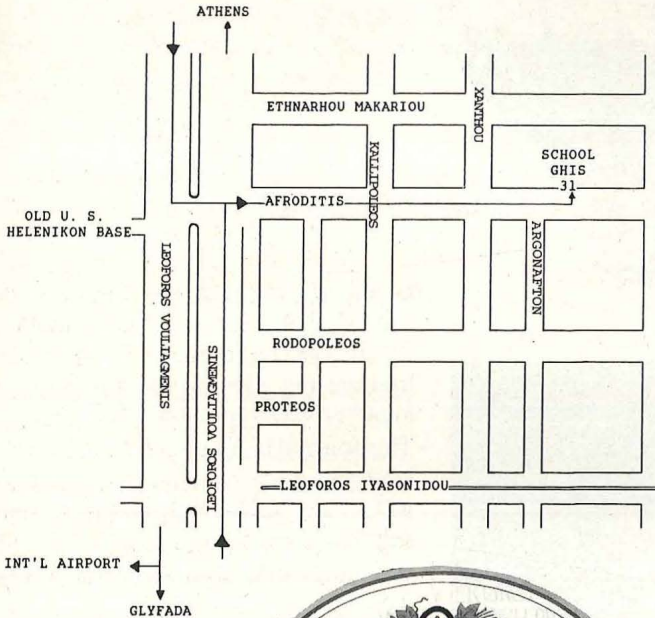 ATHENS
ETHNARHOU MAKARIOU
XANTHOU
KALLIPOLEOS
SCHOOL
GHIS
31
AFRODITIS
OLD U. S.
HELENIKON BASE
ARGONAFTON
LEOFOROS VOULIAGMENIS
LEOFOROS VOULIAGMENIS
RODOPOLEOS
PROTEOS
LEOFOROS IYASONIDOU
INT'L AIRPORT
GLYFADA